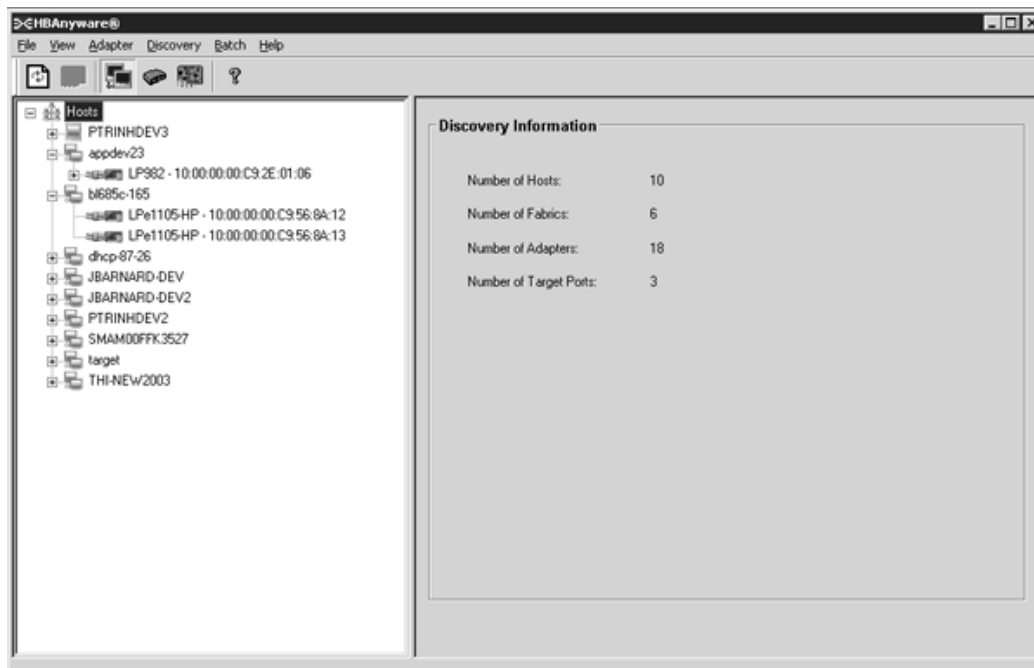 HBAnyware®
File View Adapter Discovery Batch Help
Hosts
PTRINHDEV3
appdev23
LP982 - 10:00:00:00:C9:2E:01:06
bl685c-165
LPe1105-HP - 10:00:00:00:C9:56:8A:12
LPe1105-HP - 10:00:00:00:C9:56:8A:13
dhcp-87-26
JBARNARD-DEV
JBARNARD-DEV2
PTRINHDEV2
SMAM00FFK3527
target
THI-NEW2003
Discovery Information
Number of Hosts: 10
Number of Fabrics: 6
Number of Adapters: 18
Number of Target Ports: 3